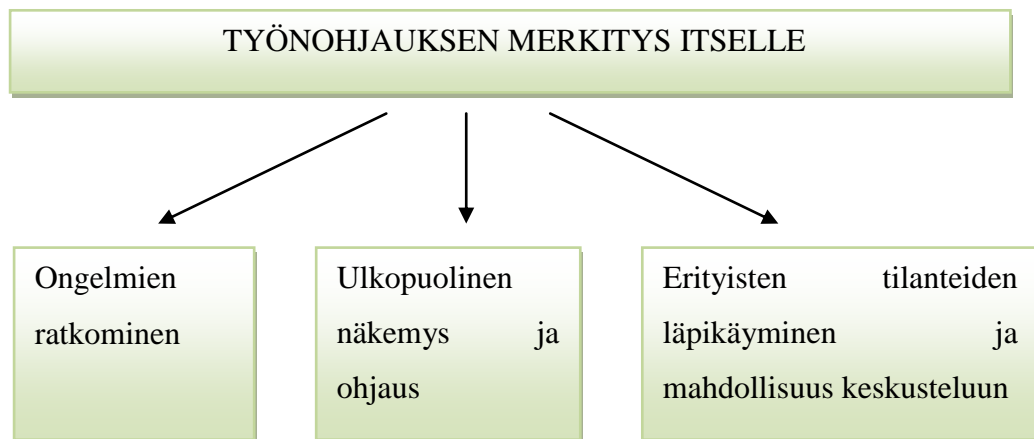 TYÖNOHJAUKSEN MERKITYS ITSELLE
Ongelmien
ratkominen
Ulkopuolinen
näkemys ja
ohjaus
Erityisten tilanteiden
läpikäyminen ja
mahdollisuus keskusteluun